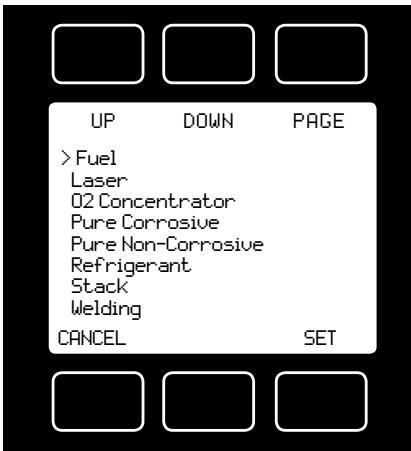 UP DOWN PAGE
>Fuel
Laser
O2 Concentrator
Pure Corrosive
Pure Non-Corrosive
Refrigerant
Stack
Welding
CANCEL SET